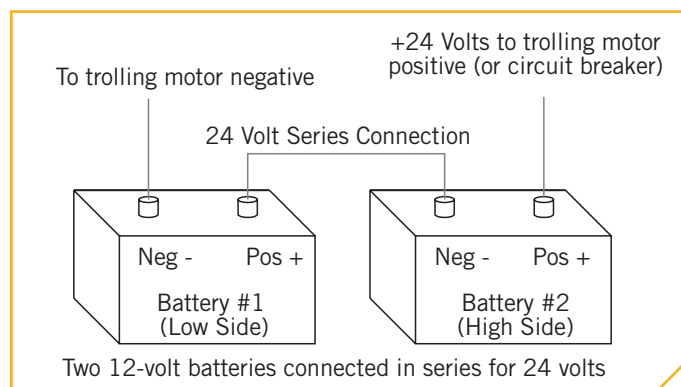 +24 Volts to trolling motor
positive (or circuit breaker)
To trolling motor negative
24 Volt Series Connection
Neg -
Pos +
Neg -
Pos +
Battery #1
(Low Side)
Battery #2
(High Side)
Two 12-volt batteries connected in series for 24 volts